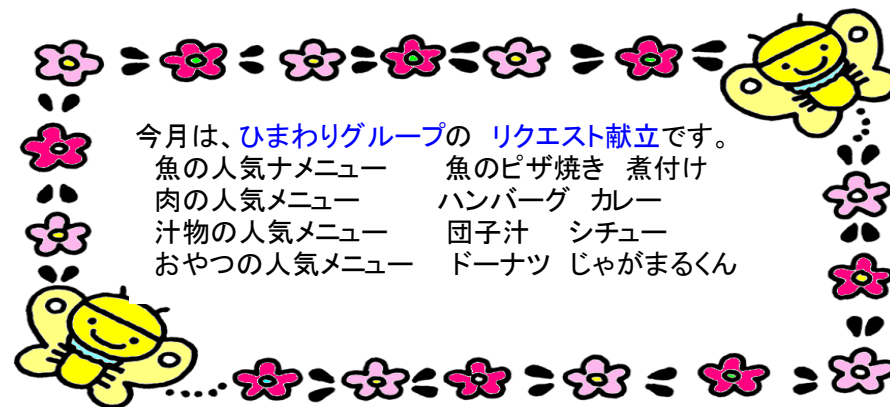 今月は、ひまわりグループの リクエスト献立です。
魚の人気ナメニュー 魚のピザ焼き 煮付け
肉の人気メニュー ハンバーグ カレー
汁物の人気メニュー 団子汁 シチュー
おやつの人気メニュー ドーナツ じゃがまるくん